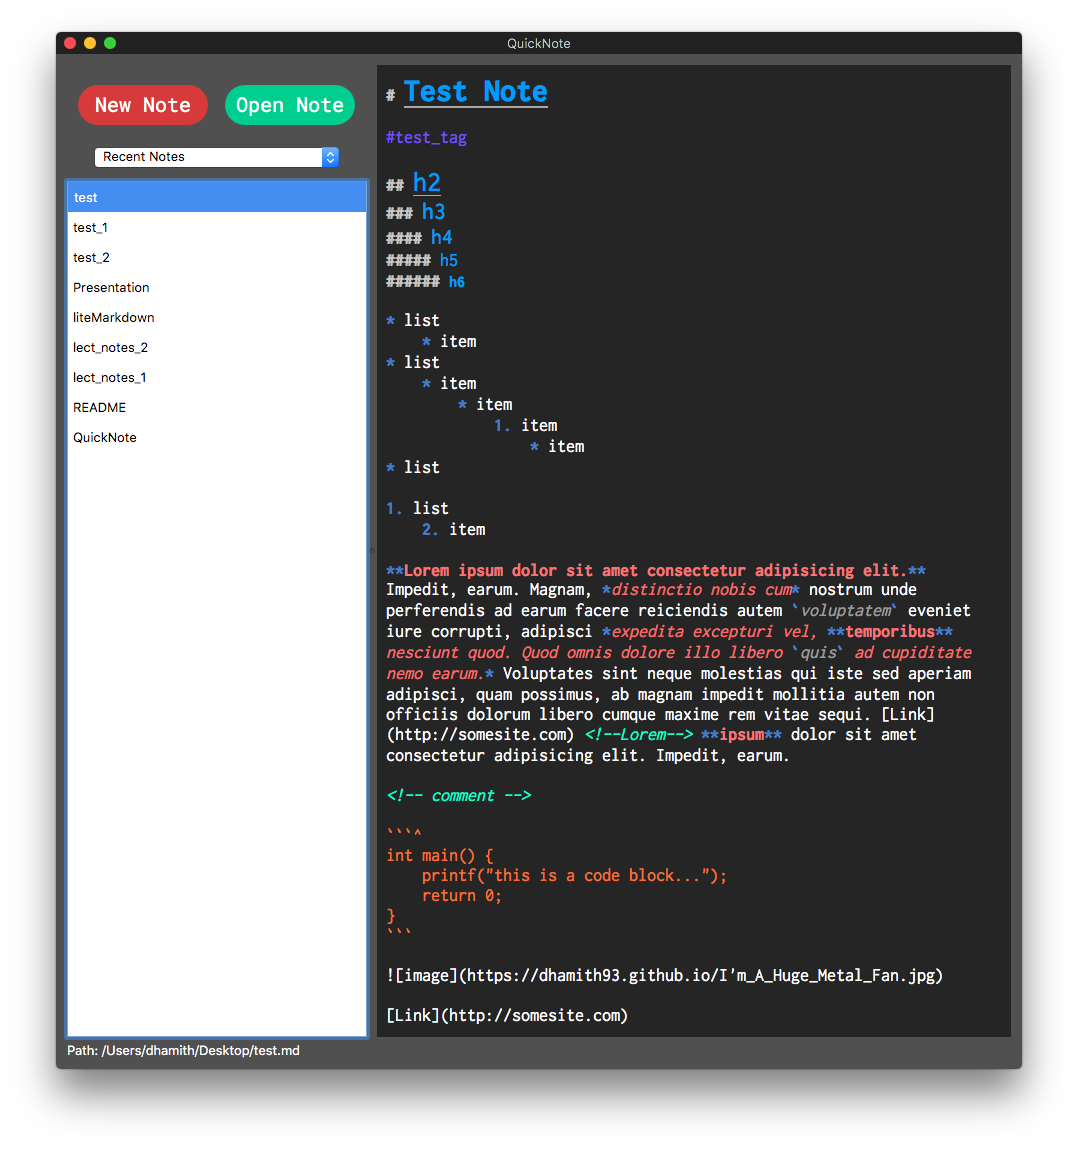 QuickNote
New Note
Open Note
Recent Notes
test
test_1
test_2
Presentation
liteMarkdown
lect_notes_2
lect_notes_1
README
QuickNote
Path: /Users/dhamith/Desktop/test.md
# Test Note
#test_tag
## h2
### h3
#### h4
##### h5
###### h6
* list
    * item
* list
    * item
        * item
            1. item
                * item
* list
1. list
    2. item
**Lorem ipsum dolor sit amet consectetur adipisicing elit.**
Impedit, earum. Magnam, *distinctio nobis cum* nostrum unde
perferendis ad earum facere reiciendis autem `voluptatem` eveniet
iure corrupti, adipisci *expedita excepturi vel, **temporibus**
nesciunt quod. Quod omnis dolore illo libero `quis` ad cupiditate
nemo earum.* Voluptates sint neque molestias qui iste sed aperiam
adipisci, quam possimus, ab magnam impedit mollitia autem non
officiis dolorum libero cumque maxime rem vitae sequi. [Link]
(http://somesite.com) <!--Lorem--> **ipsum** dolor sit amet
consectetur adipisicing elit. Impedit, earum.
<!-- comment -->
```^
int main() {
    printf("this is a code block...");
    return 0;
}
```
![image](https://dhamith93.github.io/I'm_A_Huge_Metal_Fan.jpg)
[Link](http://somesite.com)